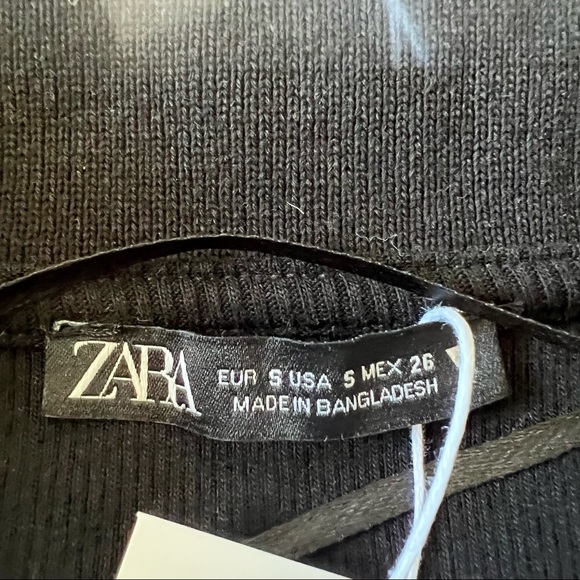 ZARA
EUR S USA S MEX 26
MADE IN BANGLADESH